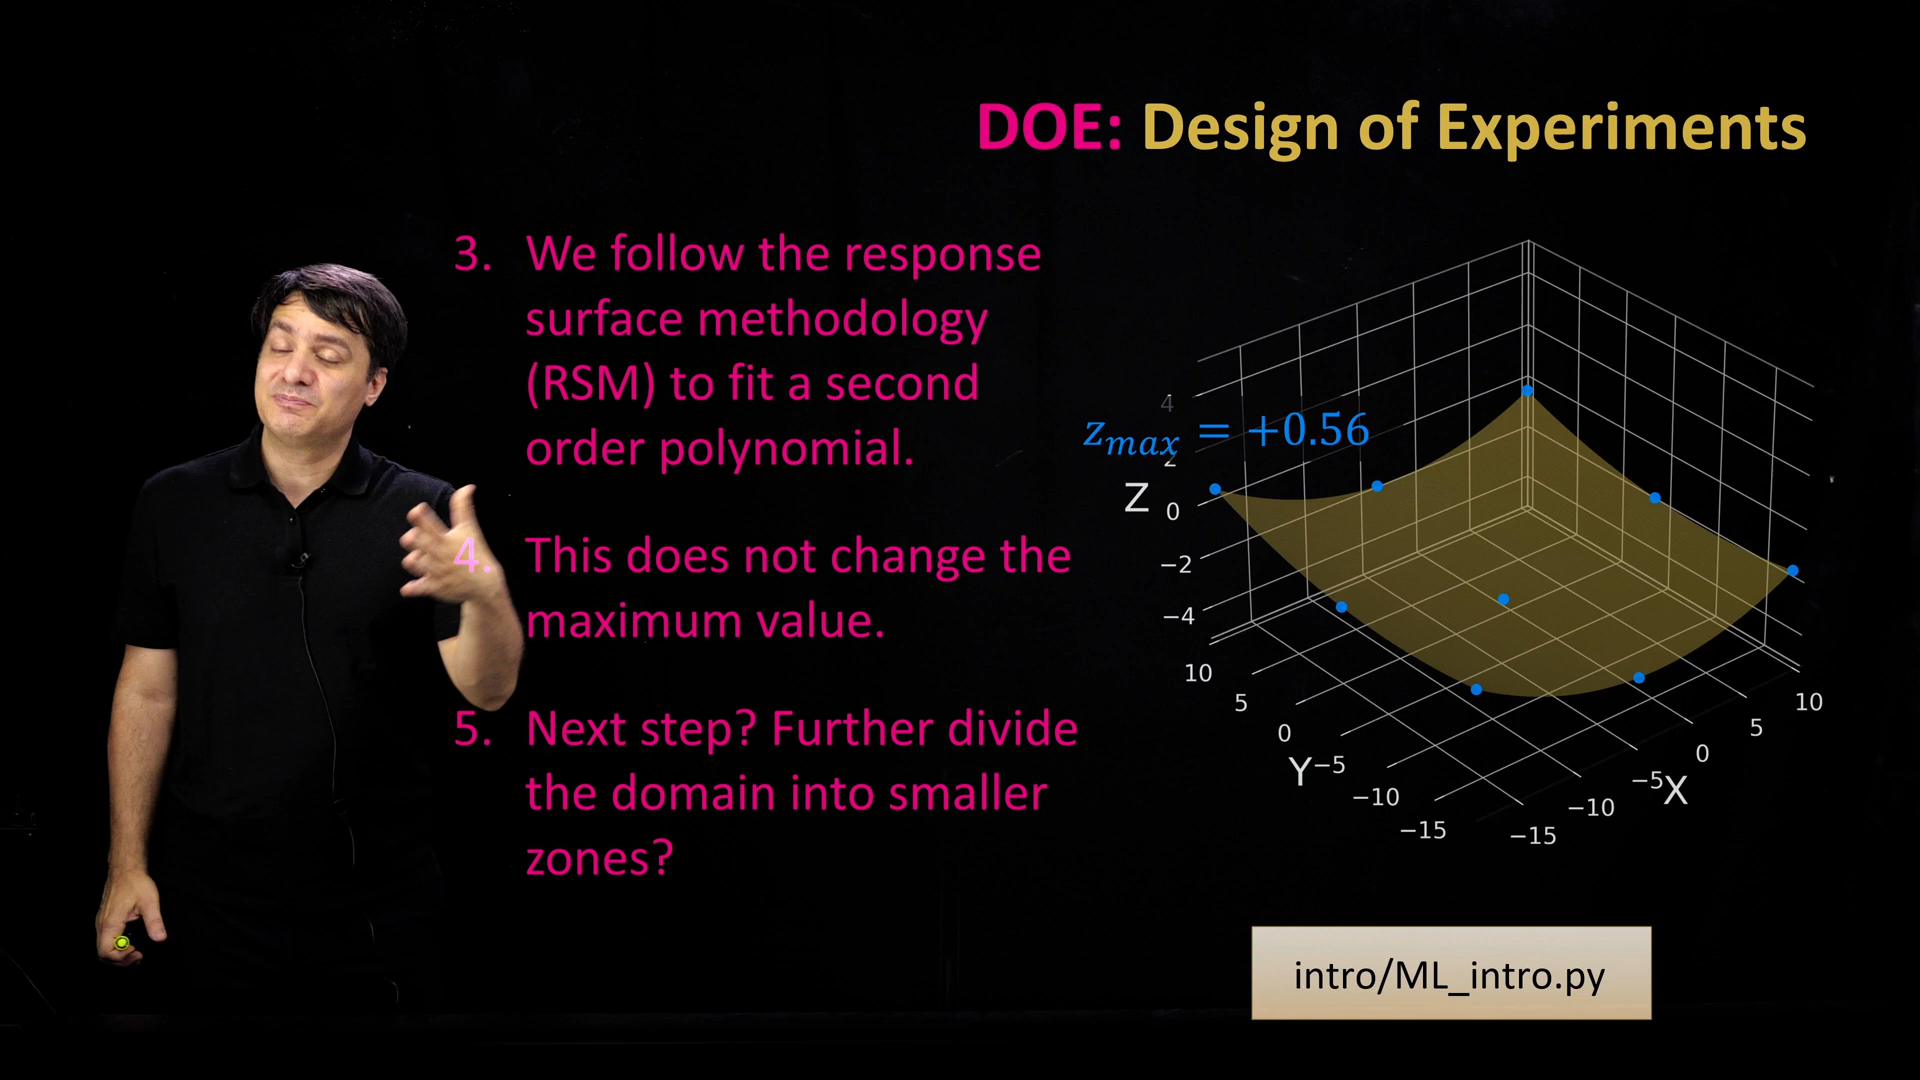 DOE: Design of Experiments
3. We follow the response
surface methodology
(RSM) to fit a second
order polynomial.
4. This does not change the
maximum value.
5. Next step? Further divide
the domain into smaller
zones?
z_max = +0.56
4
2
Z 0
−2
−4
10
5
0
Y −5
−10
−15
−15
−10
−5 X
0
5
10
intro/ML_intro.py